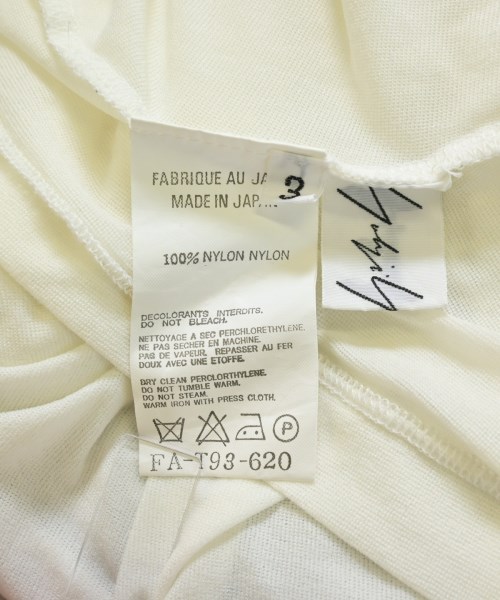 FABRIQUE AU JA
3
MADE IN JAPAN
100% NYLON NYLON
DECOLORANTS INTERDITS.
DO NOT BLEACH.
NETTOYAGE A SEC PERCHLORETHYLENE.
NE PAS SECHER EN MACHINE.
PAS DE VAPEUR. REPASSER AU FER
DOUX AVEC UNE ETOFFE.
DRY CLEAN PERCLORTHYLENE.
DO NOT TUMBLE WARM.
DO NOT STEAM.
WARM IRON WITH PRESS CLOTH.
P
FA-T93-620
Yohji Y